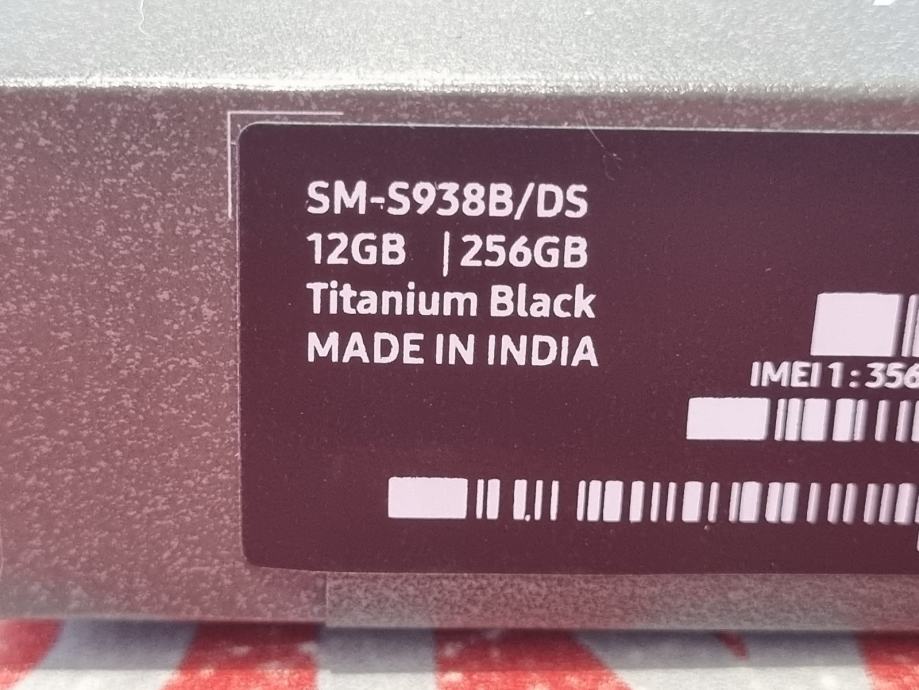 SM-S938B/DS
12GB | 256GB
Titanium Black
MADE IN INDIA
IMEI 1 : 356